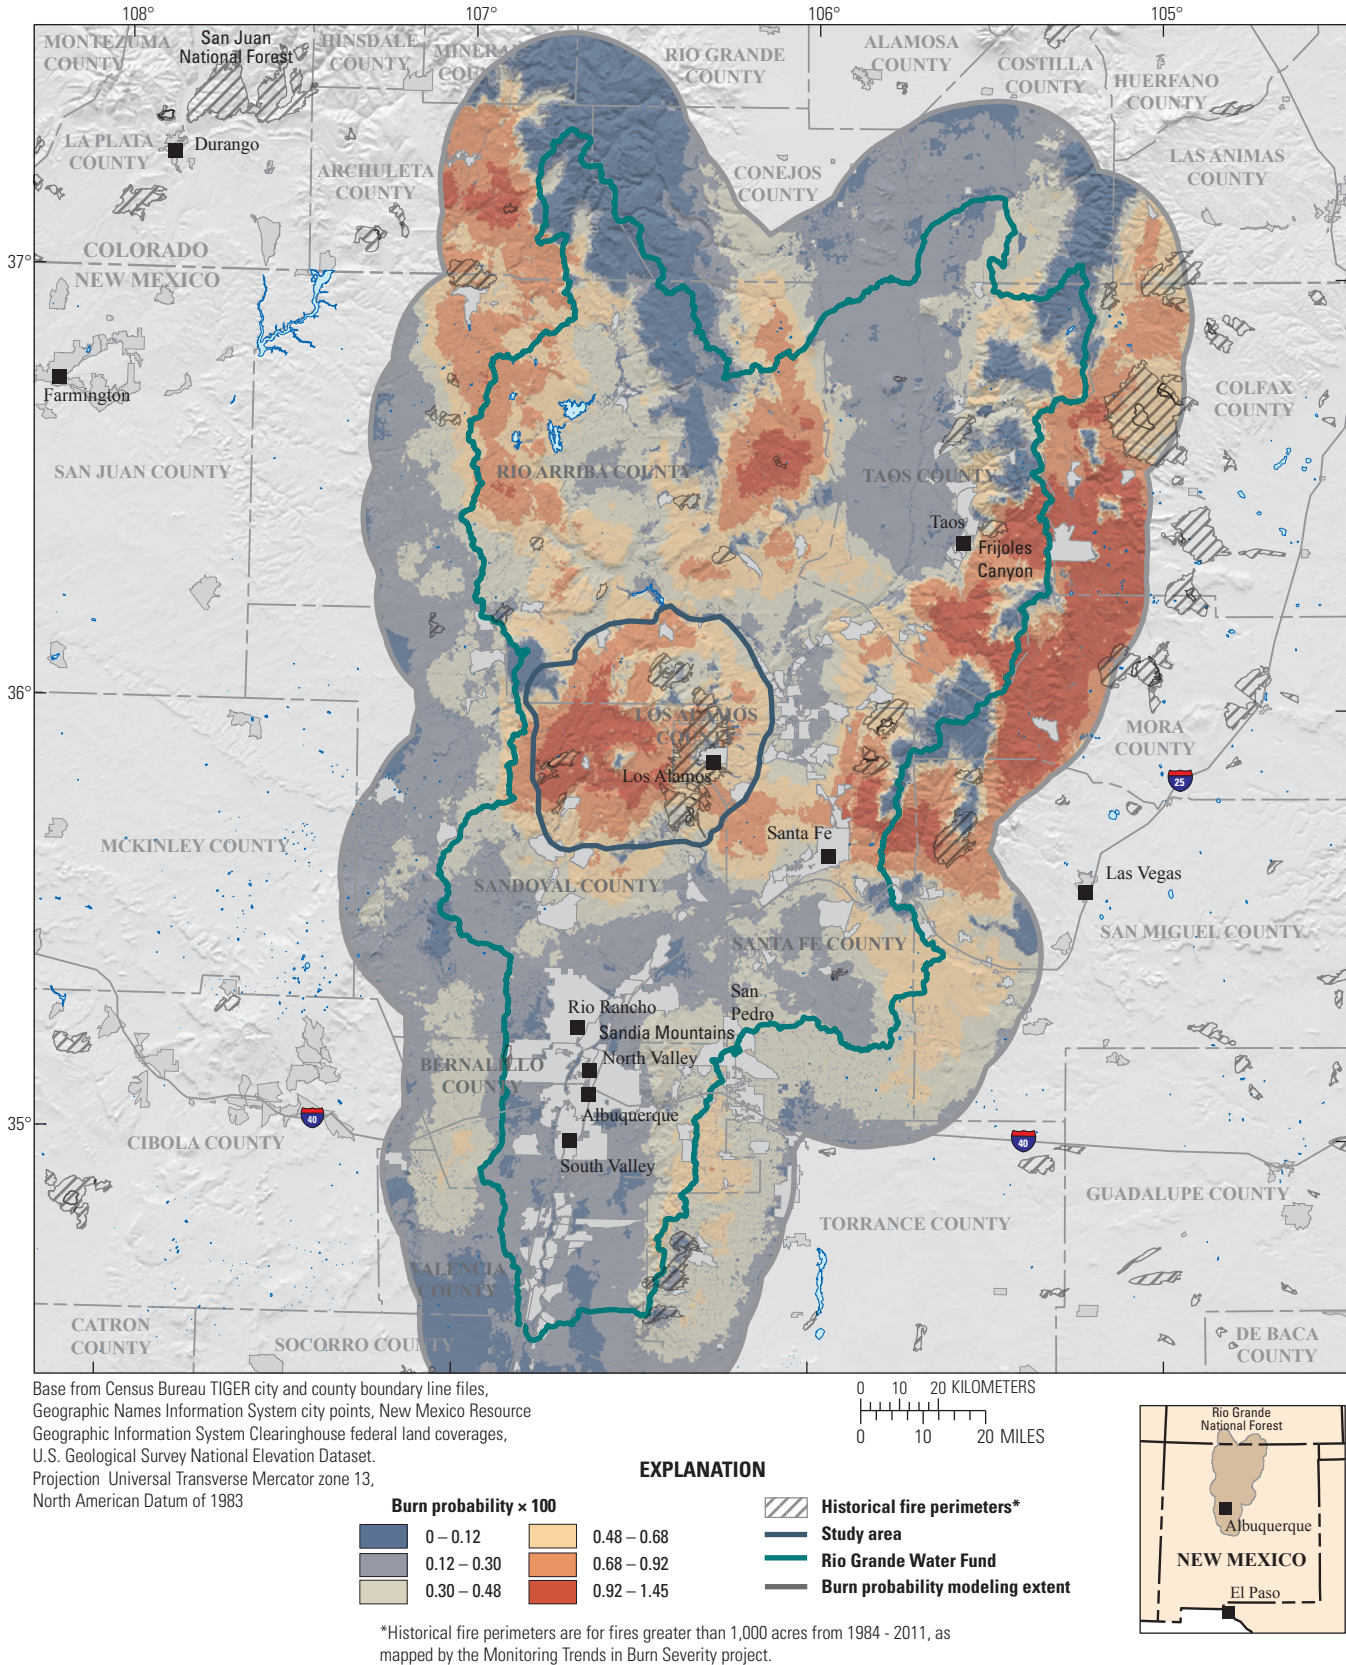 108°
107°
106°
105°
MONTEZUMA
COUNTY
San Juan
National Forest
HINSDALE
COUNTY
MINERAL
COUNTY
RIO GRANDE
COUNTY
ALAMOSA
COUNTY
COSTILLA
COUNTY
HUERFANO
COUNTY
LA PLATA
COUNTY
Durango
ARCHULETA
COUNTY
CONEJOS
COUNTY
LAS ANIMAS
COUNTY
37°
COLORADO
NEW MEXICO
Farmington
COLFAX
COUNTY
SAN JUAN COUNTY
RIO ARRIBA COUNTY
TAOS COUNTY
Taos
Frijoles
Canyon
36°
LOS ALAMOS
COUNTY
Los Alamos
MORA
COUNTY
25
MCKINLEY COUNTY
Santa Fe
Las Vegas
SANDOVAL COUNTY
SANTA FE COUNTY
SAN MIGUEL COUNTY
San
Pedro
Rio Rancho
Sandia Mountains
North Valley
BERNALILLO
COUNTY
Albuquerque
35°
40
CIBOLA COUNTY
40
South Valley
GUADALUPE COUNTY
TORRANCE COUNTY
VALENCIA
COUNTY
CATRON
COUNTY
SOCORRO COUNTY
DE BACA
COUNTY
Base from Census Bureau TIGER city and county boundary line files,
Geographic Names Information System city points, New Mexico Resource
Geographic Information System Clearinghouse federal land coverages,
U.S. Geological Survey National Elevation Dataset.
Projection Universal Transverse Mercator zone 13,
North American Datum of 1983
0 10 20 KILOMETERS
0 10 20 MILES
EXPLANATION
Burn probability × 100
0 – 0.12
0.12 – 0.30
0.30 – 0.48
0.48 – 0.68
0.68 – 0.92
0.92 – 1.45
Historical fire perimeters*
Study area
Rio Grande Water Fund
Burn probability modeling extent
*Historical fire perimeters are for fires greater than 1,000 acres from 1984 - 2011, as
mapped by the Monitoring Trends in Burn Severity project.
Rio Grande
National Forest
Albuquerque
NEW MEXICO
El Paso